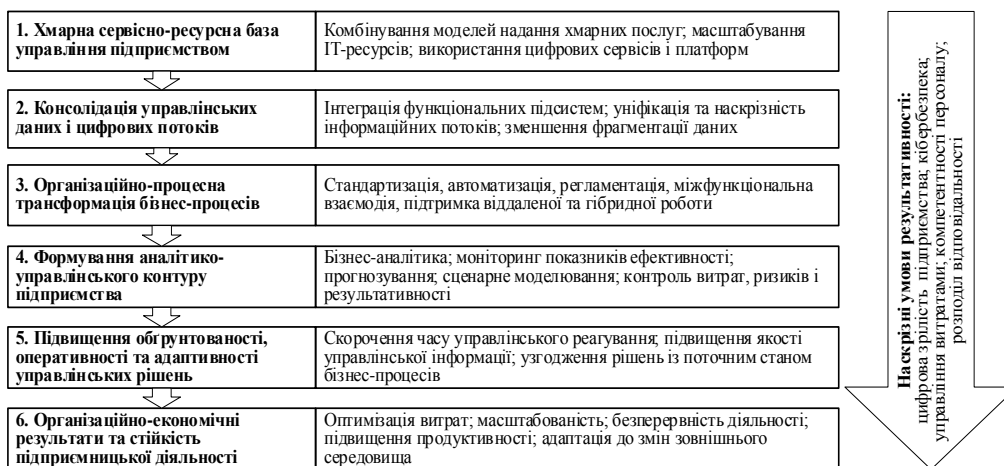 1. Хмарна сервісно-ресурсна база
управління підприємством
Комбінування моделей надання хмарних послуг; масштабування
ІТ-ресурсів; використання цифрових сервісів і платформ
2. Консолідація управлінських
даних і цифрових потоків
Інтеграція функціональних підсистем; уніфікація та наскрізність
інформаційних потоків; зменшення фрагментації даних
3. Організаційно-процесна
трансформація бізнес-процесів
Стандартизація, автоматизація, регламентація, міжфункціональна
взаємодія, підтримка віддаленої та гібридної роботи
4. Формування аналітико-
управлінського контуру
підприємства
Бізнес-аналітика; моніторинг показників ефективності;
прогнозування; сценарне моделювання; контроль витрат, ризиків і
результативності
5. Підвищення обґрунтованості,
оперативності та адаптивності
управлінських рішень
Скорочення часу управлінського реагування; підвищення якості
управлінської інформації; узгодження рішень із поточним станом
бізнес-процесів
6. Організаційно-економічні
результати та стійкість
підприємницької діяльності
Оптимізація витрат; масштабованість; безперервність діяльності;
підвищення продуктивності; адаптація до змін зовнішнього
середовища
Наскрізні умови результативності:
цифрова зрілість підприємства; кібербезпека;
управління витратами; компетентності персоналу;
розподіл відповідальності